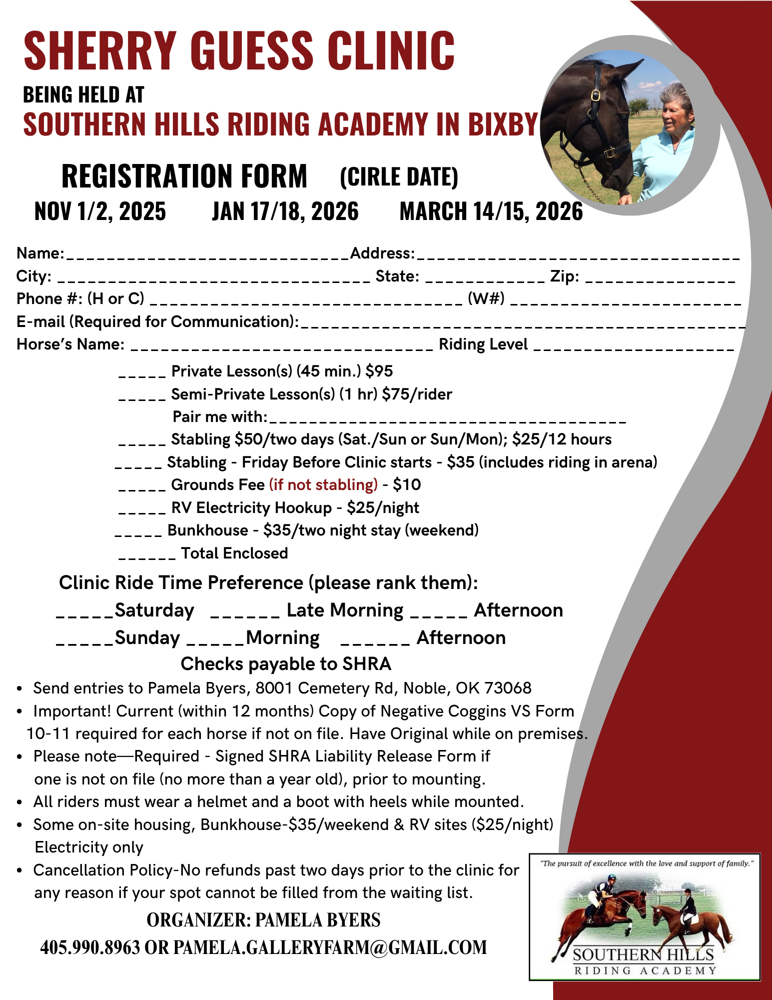 SHERRY GUESS CLINIC
BEING HELD AT
SOUTHERN HILLS RIDING ACADEMY IN BIXBY
REGISTRATION FORM (CIRLE DATE)
NOV 1/2, 2025 JAN 17/18, 2026 MARCH 14/15, 2026
Name:____________________________Address:________________________________
City: _______________________________ State: ____________ Zip: _______________
Phone #: (H or C) _______________________________ (W#) _______________________
E-mail (Required for Communication):____________________________________________
Horse’s Name: ______________________________ Riding Level ____________________
_____ Private Lesson(s) (45 min.) $95
_____ Semi-Private Lesson(s) (1 hr) $75/rider
Pair me with:____________________________________
_____ Stabling $50/two days (Sat./Sun or Sun/Mon); $25/12 hours
_____ Stabling - Friday Before Clinic starts - $35 (includes riding in arena)
_____ Grounds Fee (if not stabling) - $10
_____ RV Electricity Hookup - $25/night
_____ Bunkhouse - $35/two night stay (weekend)
______ Total Enclosed
Clinic Ride Time Preference (please rank them):
_____Saturday ______ Late Morning _____ Afternoon
_____Sunday _____Morning ______ Afternoon
Checks payable to SHRA
• Send entries to Pamela Byers, 8001 Cemetery Rd, Noble, OK 73068
• Important! Current (within 12 months) Copy of Negative Coggins VS Form
10-11 required for each horse if not on file. Have Original while on premises.
• Please note—Required - Signed SHRA Liability Release Form if
one is not on file (no more than a year old), prior to mounting.
• All riders must wear a helmet and a boot with heels while mounted.
• Some on-site housing, Bunkhouse-$35/weekend & RV sites ($25/night)
Electricity only
• Cancellation Policy-No refunds past two days prior to the clinic for
any reason if your spot cannot be filled from the waiting list.
ORGANIZER: PAMELA BYERS
405.990.8963 OR PAMELA.GALLERYFARM@GMAIL.COM
“The pursuit of excellence with the love and support of family.”
SOUTHERN HILLS
RIDING ACADEMY